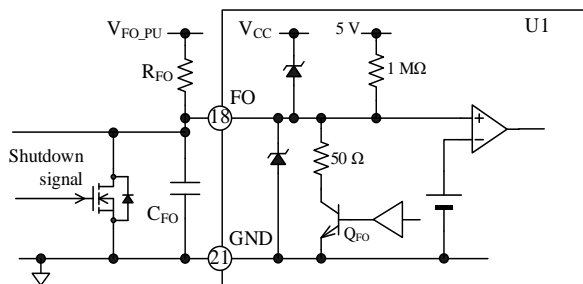 U1
V_FO_PU
V_CC
5 V
R_FO
1 MΩ
FO
18
+
−
Shutdown
signal
50 Ω
C_FO
Q_FO
GND
21